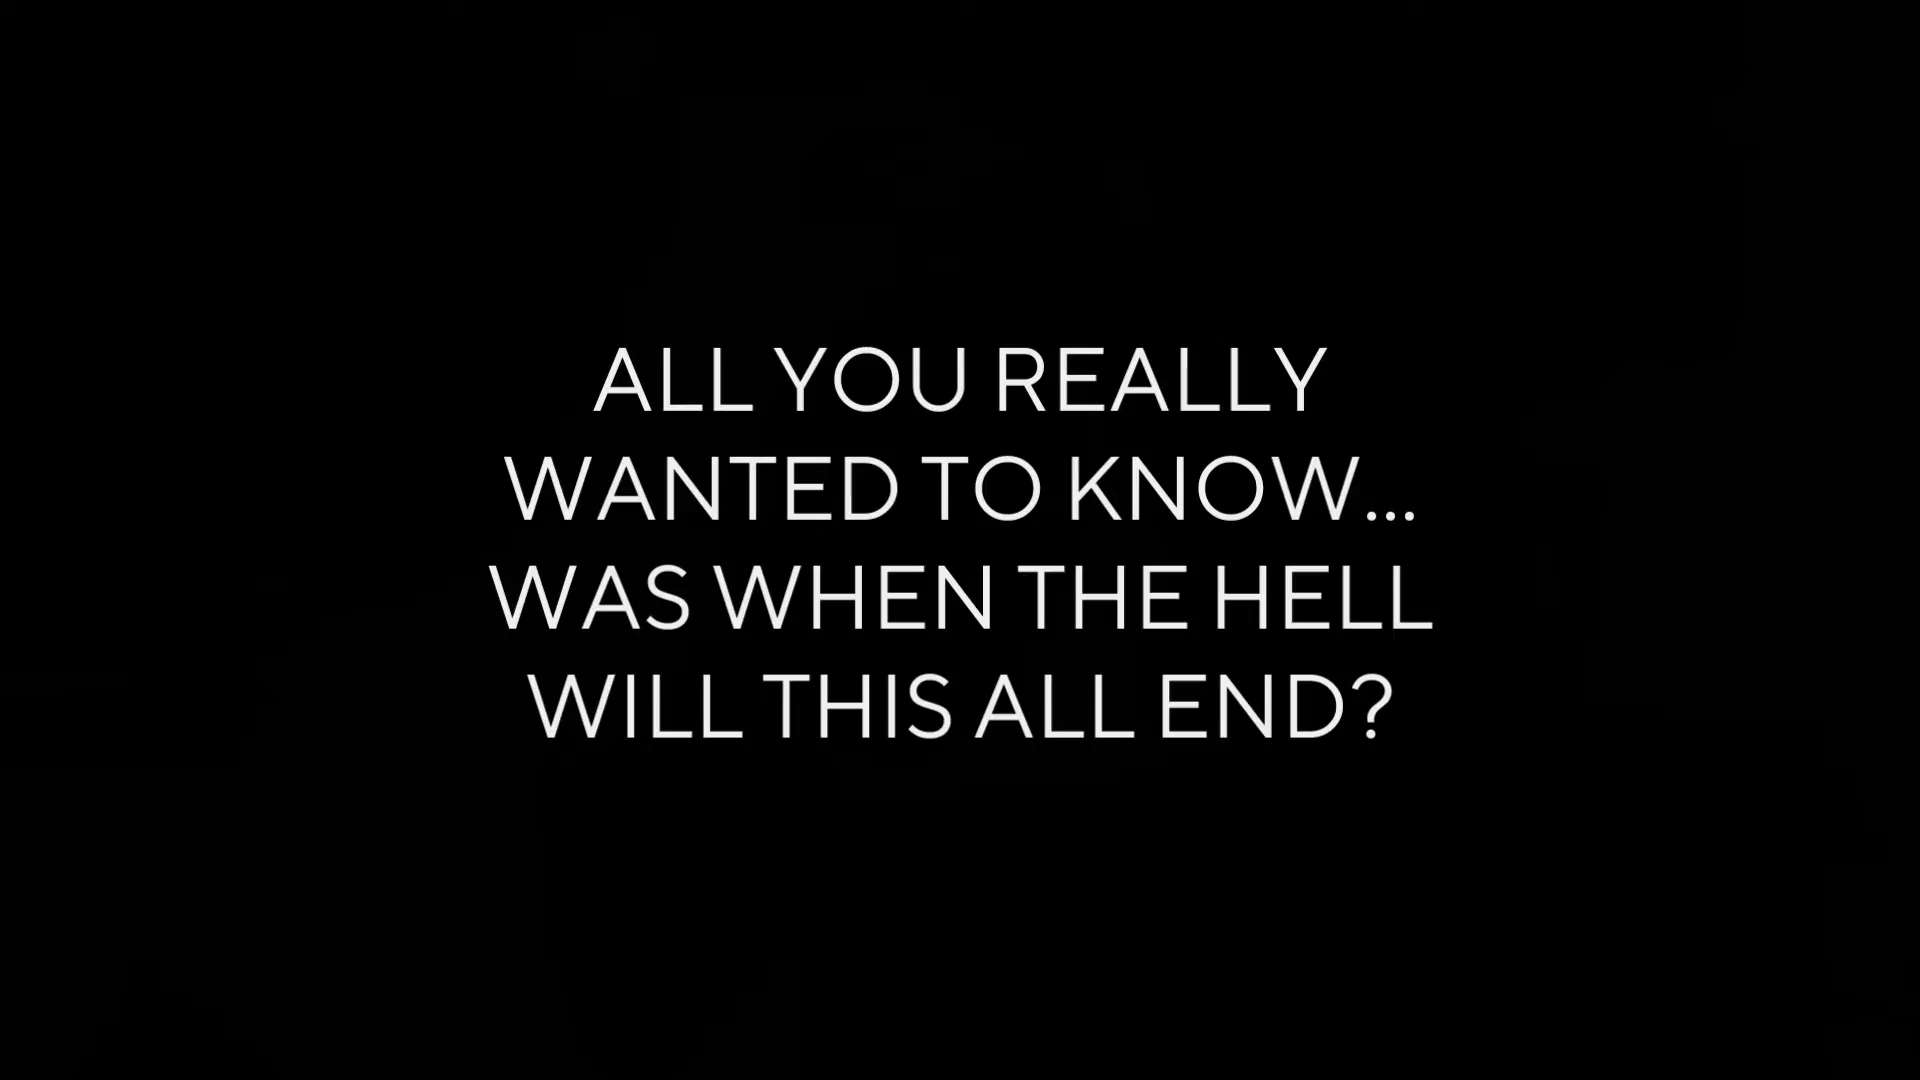 ALL YOU REALLY
WANTED TO KNOW...
WAS WHEN THE HELL
WILL THIS ALL END?